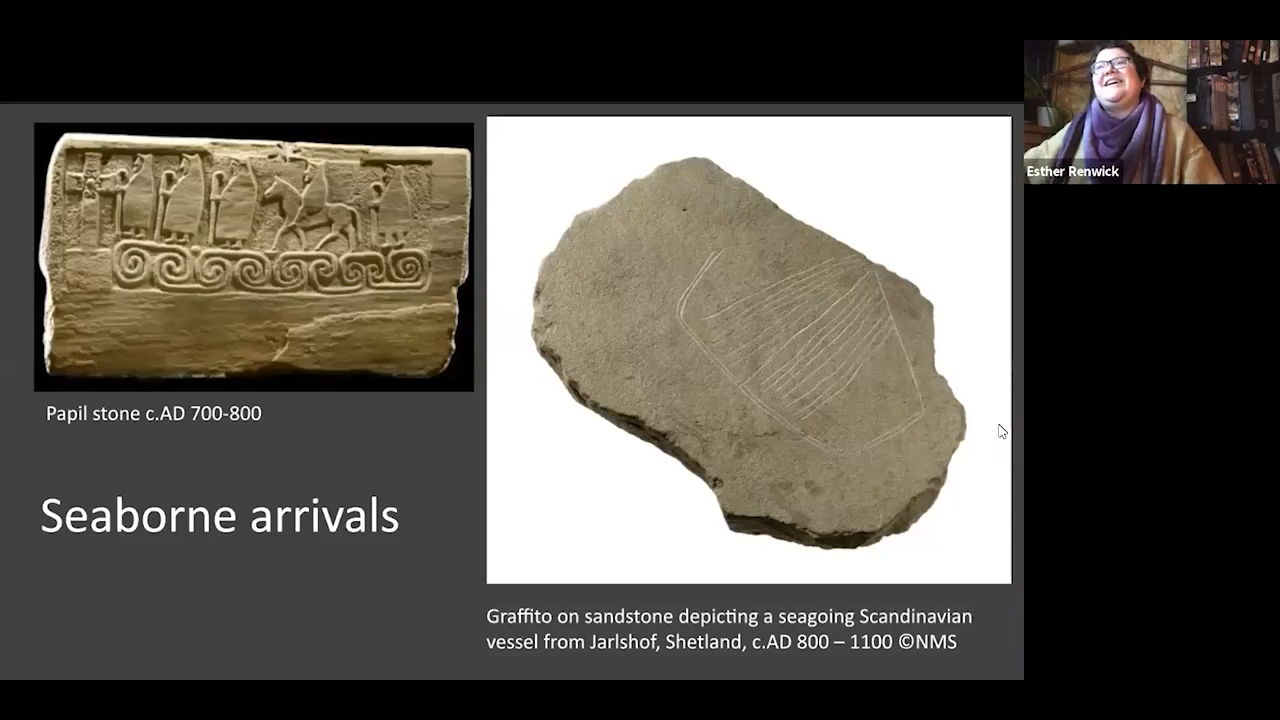 Esther Renwick
Papil stone c.AD 700-800
Seaborne arrivals
Graffito on sandstone depicting a seagoing Scandinavian
vessel from Jarlshof, Shetland, c.AD 800 – 1100 ©NMS